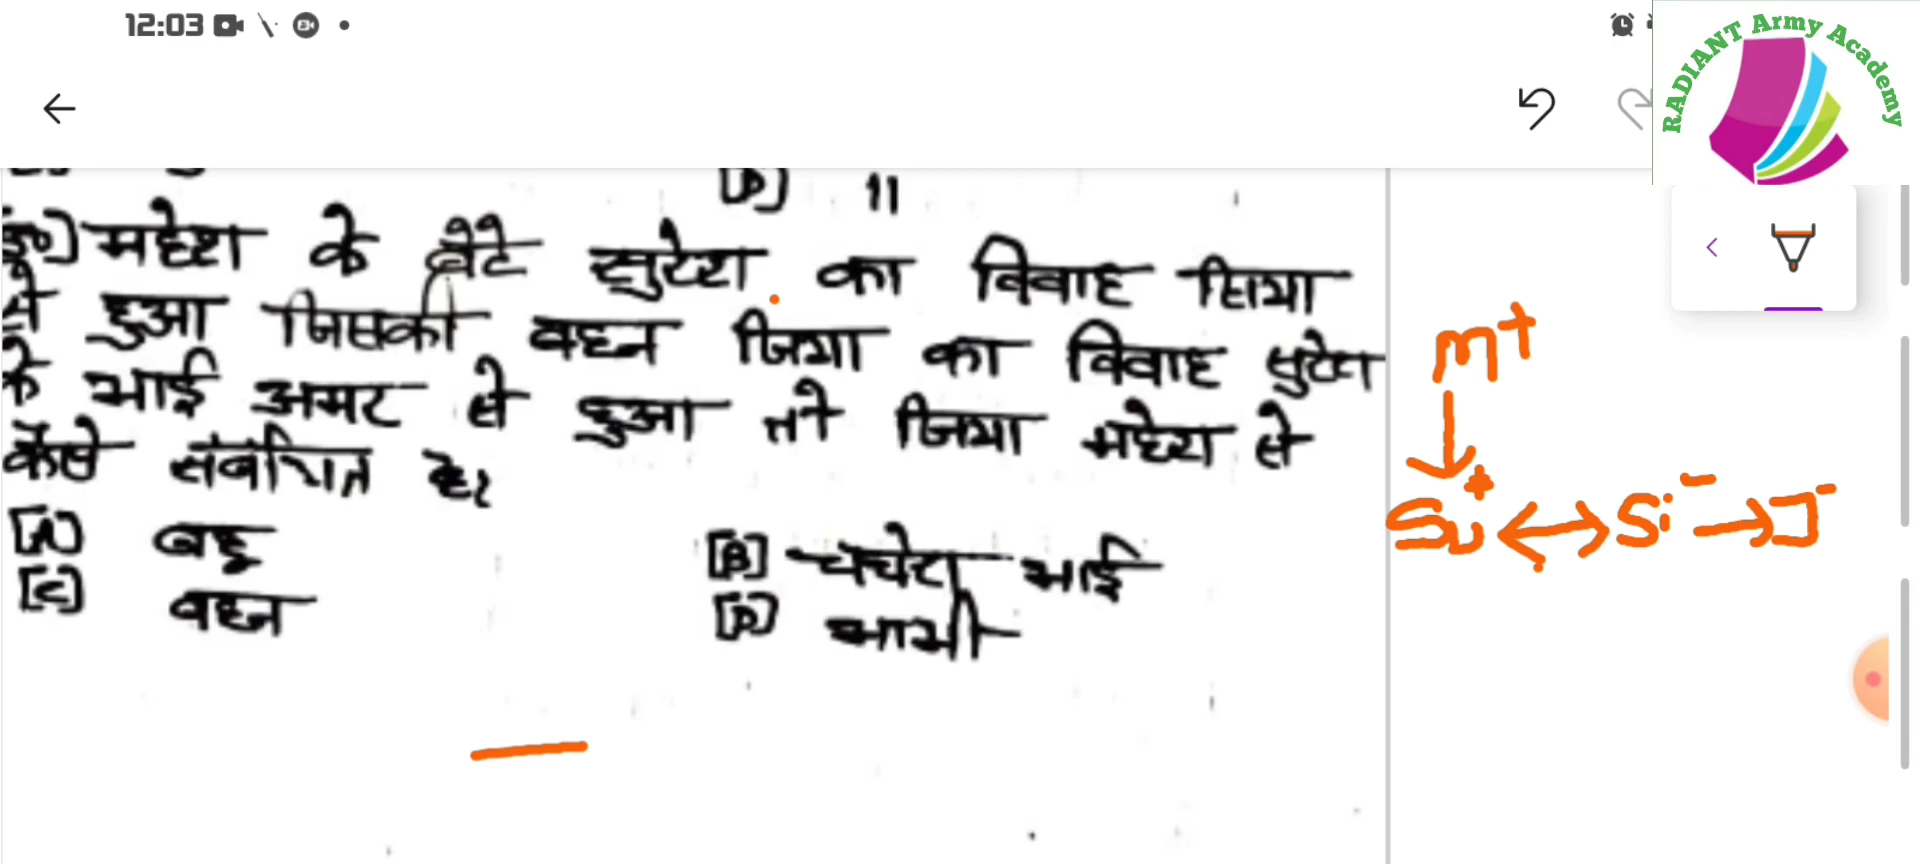 12:03
RADIANT Army Academy
[D] 11
महेश के बेटे सुरेश का विवाह सिमा
से हुआ जिसकी बहन जिया का विवाह सुरेश
के भाई अमर से हुआ तो जिया महेश से
कैसे संबंधित है।
[A] बहू
[B] चचेरा भाई
[C] बहन
[D] भाभी
m+
Su+ ↔ Si- → J-